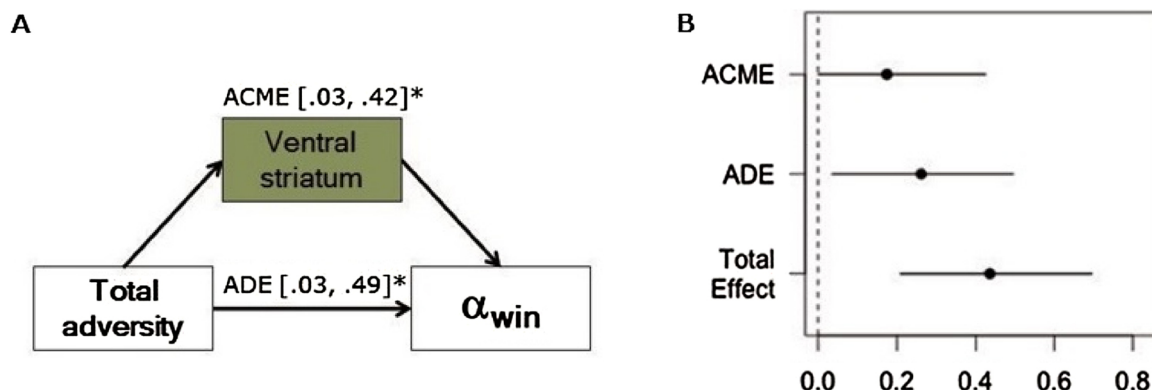 A
ACME [.03, .42]*
Ventral
striatum
Total
adversity
ADE [.03, .49]*
αwin
B
ACME
ADE
Total
Effect
0.0 0.2 0.4 0.6 0.8